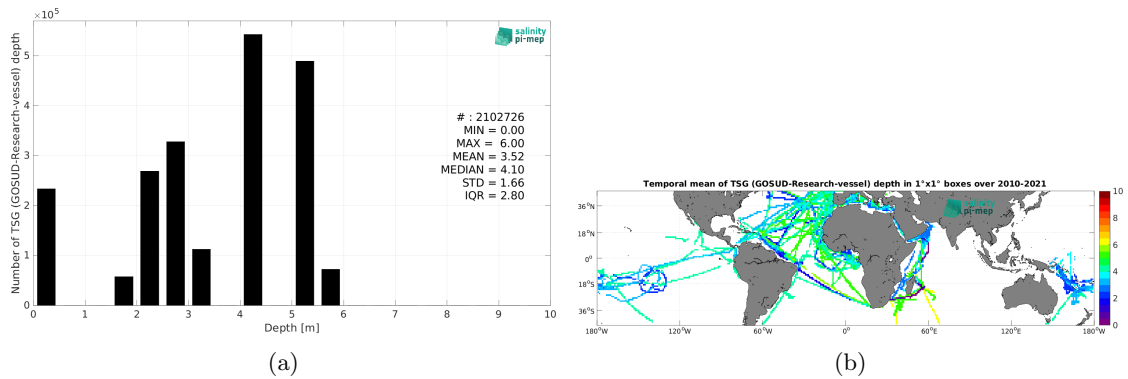 ×10⁵
salinity
pi-mep
Number of TSG (GOSUD-Research-vessel) depth
5
4
3
2
1
0
# : 2102726
MIN = 0.00
MAX = 6.00
MEAN = 3.52
MEDIAN = 4.10
STD = 1.66
IQR = 2.80
0 1 2 3 4 5 6 7 8 9 10
Depth [m]
(a)
Temporal mean of TSG (GOSUD-Research-vessel) depth in 1°x1° boxes over 2010-2021
salinity
pi-mep
36°N
18°N
0°
18°S
36°S
180°W 120°W 60°W 0° 60°E 120°E 180°W
10
8
6
4
2
0
(b)